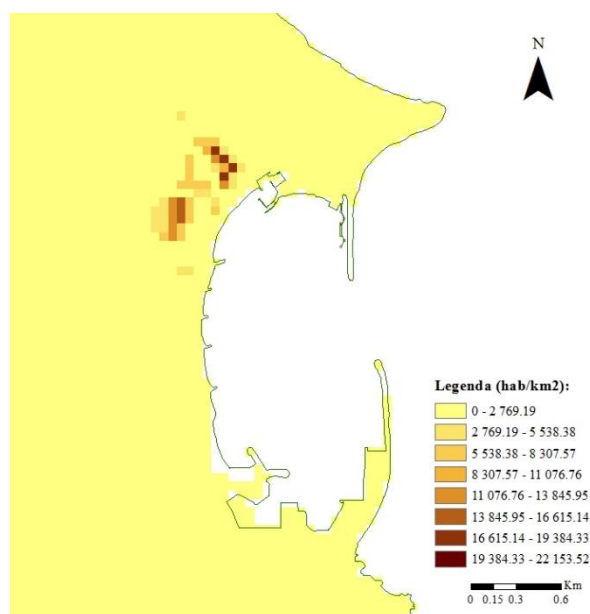 N
Legenda (hab/km2):
0 - 2 769.19
2 769.19 - 5 538.38
5 538.38 - 8 307.57
8 307.57 - 11 076.76
11 076.76 - 13 845.95
13 845.95 - 16 615.14
16 615.14 - 19 384.33
19 384.33 - 22 153.52
Km
0 0.15 0.3 0.6